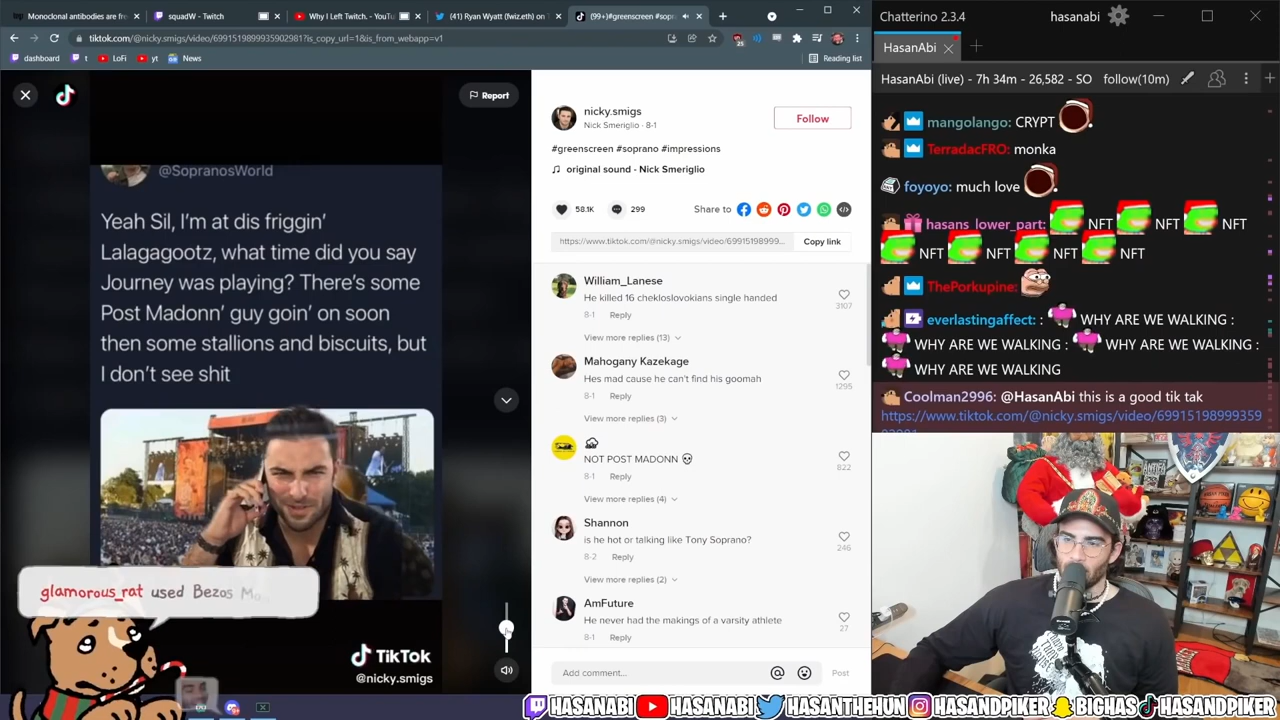 Monoclonal antibodies are fre
squadW - Twitch
Why I Left Twitch. - YouTu
(41) Ryan Wyatt (fwiz.eth) on T
(99+)#greenscreen #sopr
tiktok.com/@nicky.smigs/video/6991519899935902981?is_copy_url=1&is_from_webapp=v1
dashboard
t
LoFi
yt
News
Reading list
Report
@SopranosWorld
Yeah Sil, I'm at dis friggin'
Lalagagootz, what time did you say
Journey was playing? There's some
Post Madonn' guy goin' on soon
then some stallions and biscuits, but
I don't see shit
glamorous_rat used Bezos
TikTok
@nicky.smigs
nicky.smigs
Nick Smeriglio · 8-1
Follow
#greenscreen #soprano #impressions
original sound - Nick Smeriglio
58.1K
299
Share to
https://www.tiktok.com/@nicky.smigs/video/69915198999...
Copy link
William_Lanese
He killed 16 chekloslovokians single handed
3107
8-1 Reply
View more replies (13)
Mahogany Kazekage
Hes mad cause he can't find his goomah
1295
8-1 Reply
View more replies (3)
NOT POST MADONN 💀
822
8-1 Reply
View more replies (4)
Shannon
is he hot or talking like Tony Soprano?
246
8-2 Reply
View more replies (2)
AmFuture
He never had the makings of a varsity athlete
27
8-1 Reply
Add comment...
Post
Chatterino 2.3.4
hasanabi
HasanAbi
HasanAbi (live) - 7h 34m - 26,582 - SO follow(10m)
mangolango: CRYPT
TerradacFRO: monka
foyoyo: much love
hasans_lower_part: NFT NFT NFT
NFT NFT NFT NFT
ThePorkupine:
everlastingaffect: : WHY ARE WE WALKING :
WHY ARE WE WALKING : WHY ARE WE WALKING :
WHY ARE WE WALKING
Coolman2996: @HasanAbi this is a good tik tak
https://www.tiktok.com/@nicky.smigs/video/69915198999359
HASANABI HASANABI HASANTHEHUN HASANDPIKER BIGHAS HASANDPIKER